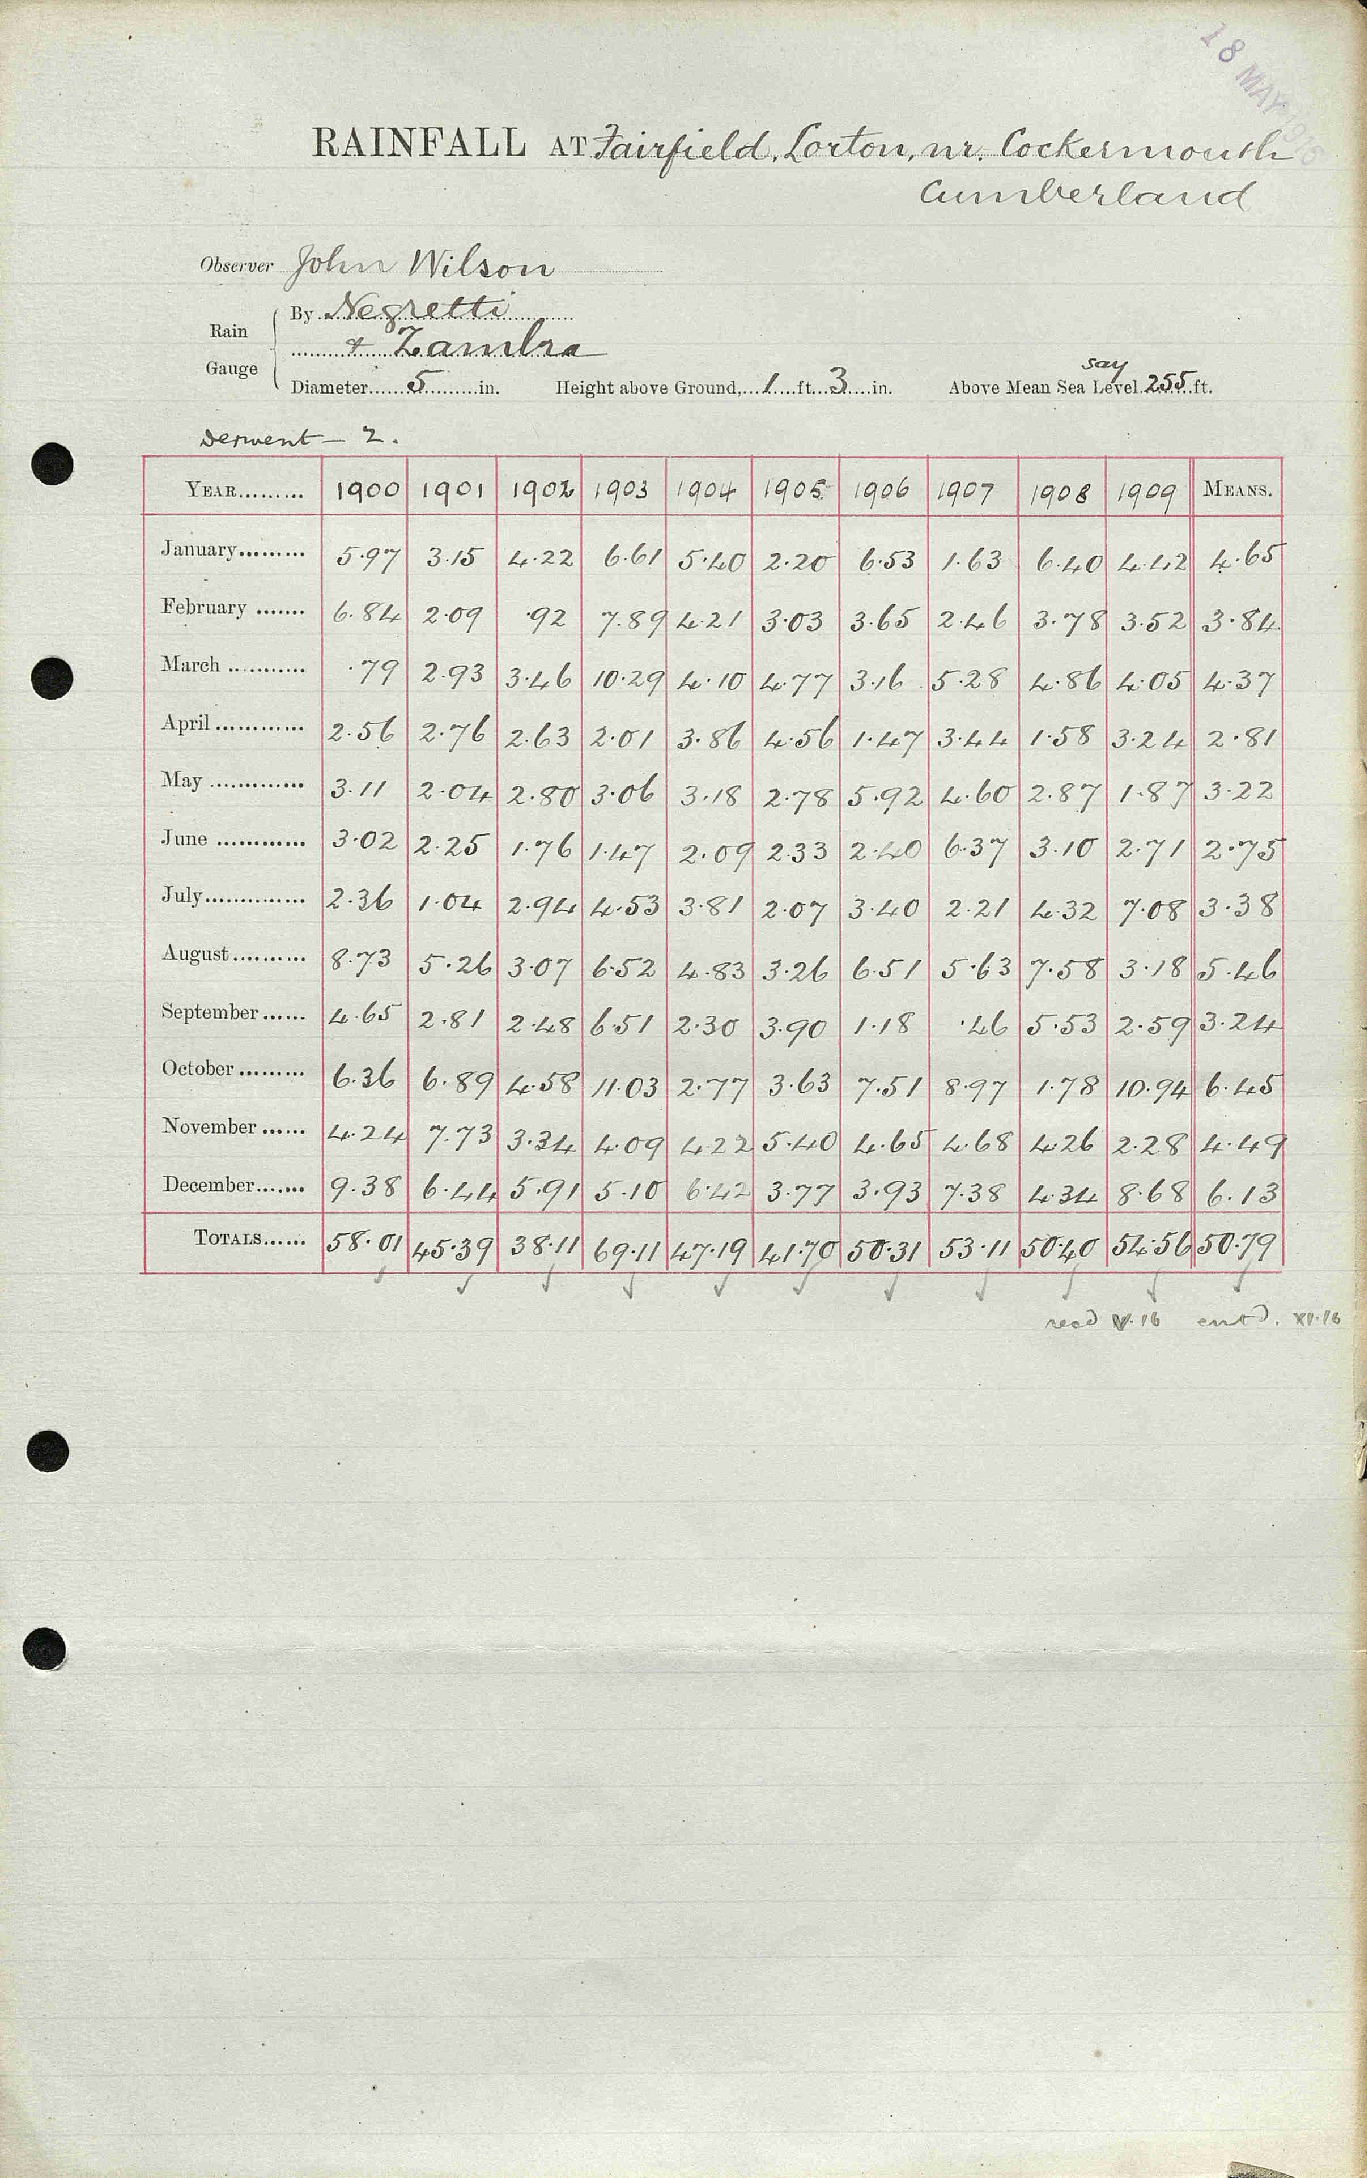 18 MAY 1916
RAINFALL AT Fairfield, Lorton, nr. Cockermouth
Cumberland
Observer John Wilson
Rain Gauge By Negretti
& Zambra
say
Diameter......5.........in. Height above Ground,...1....ft...3....in. Above Mean Sea Level.255.ft.
Derwent - 2.
YEAR......... 1900 1901 1902 1903 1904 1905 1906 1907 1908 1909 MEANS.
January......... 5.97 3.15 4.22 6.61 5.40 2.20 6.53 1.63 6.40 4.42 4.65
February ....... 6.84 2.09 .92 7.89 4.21 3.03 3.65 2.46 3.78 3.52 3.84
March ........... .79 2.93 3.46 10.29 4.10 4.77 3.16 5.28 4.86 4.05 4.37
April............ 2.56 2.76 2.63 2.01 3.86 4.56 1.47 3.44 1.58 3.24 2.81
May ............. 3.11 2.04 2.80 3.06 3.18 2.78 5.92 4.60 2.87 1.87 3.22
June ............ 3.02 2.25 1.76 1.47 2.09 2.33 2.40 6.37 3.10 2.71 2.75
July.............. 2.36 1.04 2.94 4.53 3.81 2.07 3.40 2.21 4.32 7.08 3.38
August.......... 8.73 5.26 3.07 6.52 4.83 3.26 6.51 5.63 7.58 3.18 5.46
September...... 4.65 2.81 2.48 6.51 2.30 3.90 1.18 .46 5.53 2.59 3.24
October......... 6.36 6.89 4.58 11.03 2.77 3.63 7.51 8.97 1.78 10.94 6.45
November...... 4.24 7.73 3.34 4.09 4.22 5.40 4.65 4.68 4.26 2.28 4.49
December....... 9.38 6.44 5.91 5.10 6.42 3.77 3.93 7.38 4.34 8.68 6.13
TOTALS...... 58.01 45.39 38.11 69.11 47.19 41.70 50.31 53.11 50.40 54.56 50.79
recd V.16 entd. XI.16